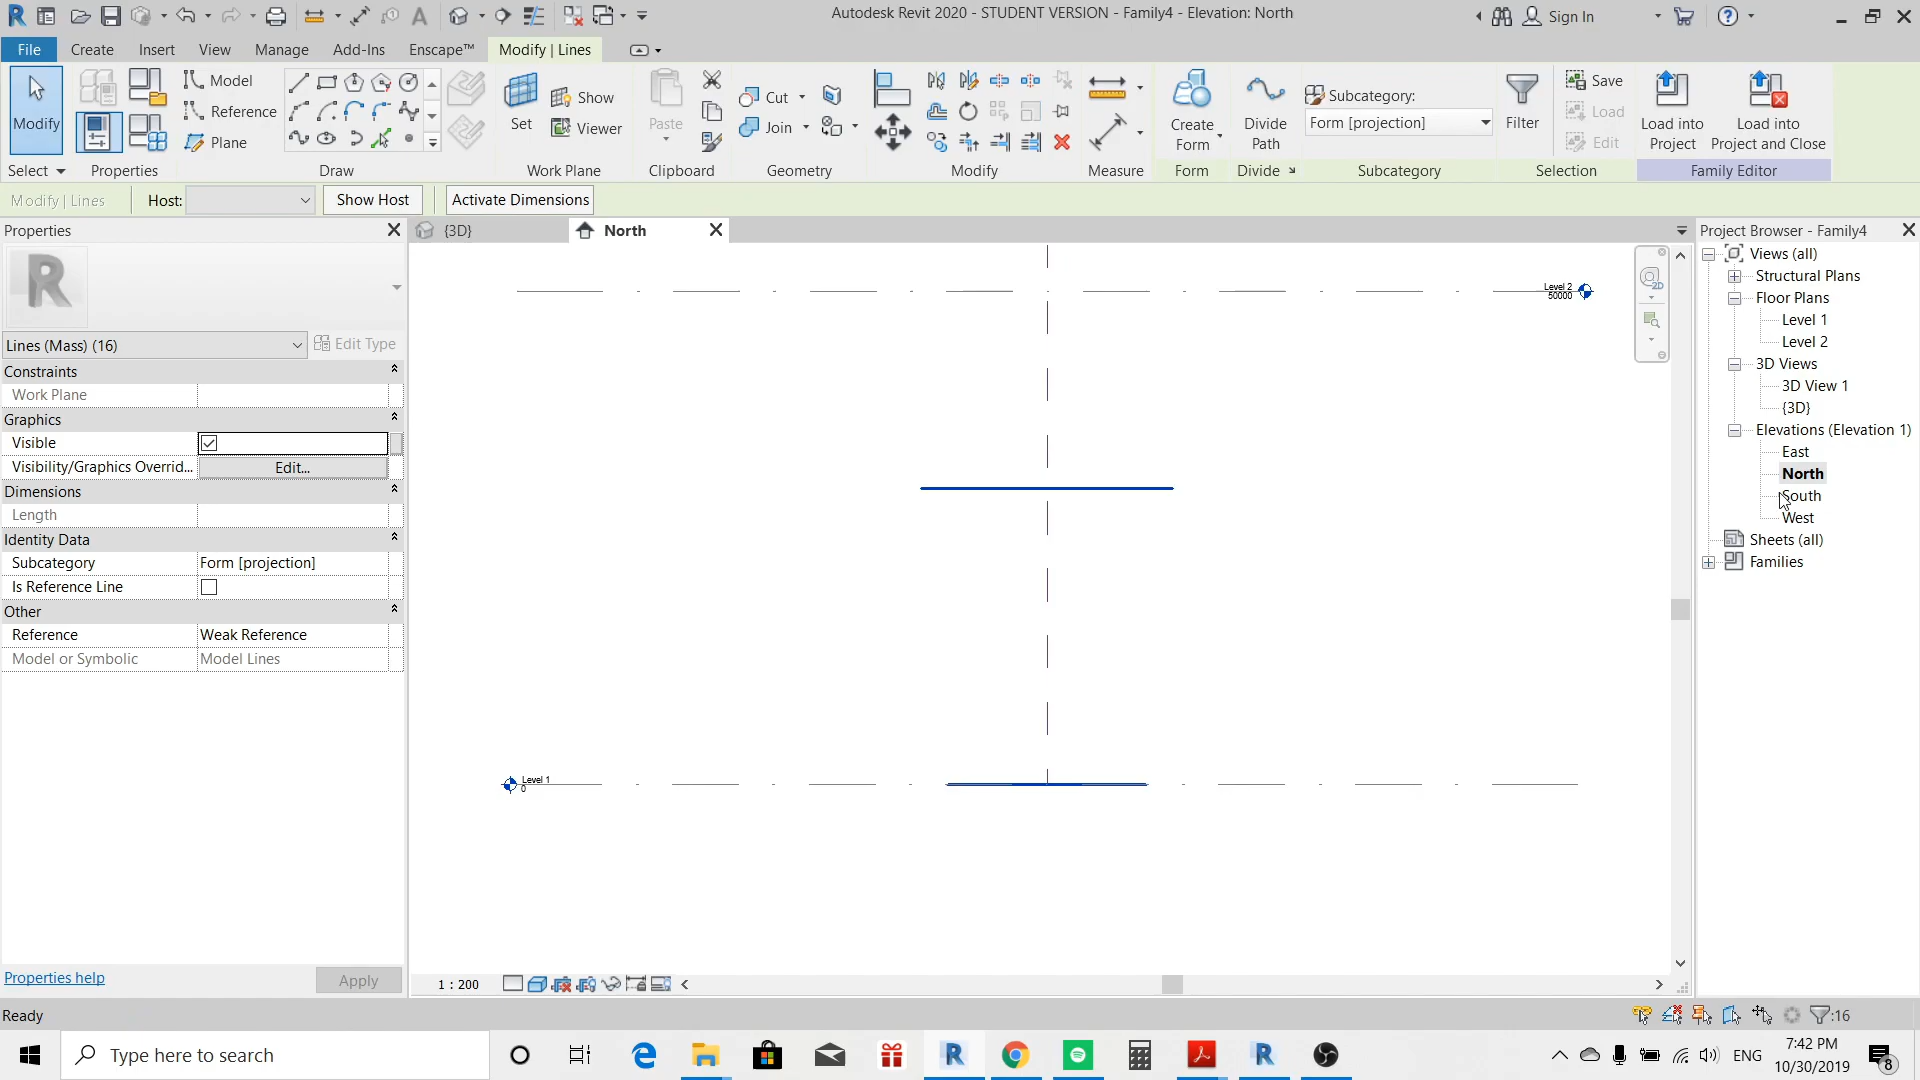 Autodesk Revit 2020 - STUDENT VERSION - Family4 - Elevation: North
Sign In
File
Create
Insert
View
Manage
Add-Ins
Enscape™
Modify | Lines
Modify
Model
Reference
Plane
Set
Show
Viewer
Paste
Cut
Join
Create Form
Divide Path
Subcategory:
Form [projection]
Filter
Save
Load
Edit
Load into Project
Load into Project and Close
Select
Properties
Draw
Work Plane
Clipboard
Geometry
Modify
Measure
Form
Divide
Subcategory
Selection
Family Editor
Modify | Lines
Host:
Show Host
Activate Dimensions
Properties
{3D}
North
Project Browser - Family4
Lines (Mass) (16)
Edit Type
Constraints
Work Plane
Graphics
Visible
Visibility/Graphics Overrid...
Edit...
Dimensions
Length
Identity Data
Subcategory
Form [projection]
Is Reference Line
Other
Reference
Weak Reference
Model or Symbolic
Model Lines
Properties help
Apply
Level 2
50000
Level 1
0
2D
Views (all)
Structural Plans
Floor Plans
Level 1
Level 2
3D Views
3D View 1
{3D}
Elevations (Elevation 1)
East
North
South
West
Sheets (all)
Families
1 : 200
Ready
:16
Type here to search
ENG
7:42 PM
10/30/2019
8